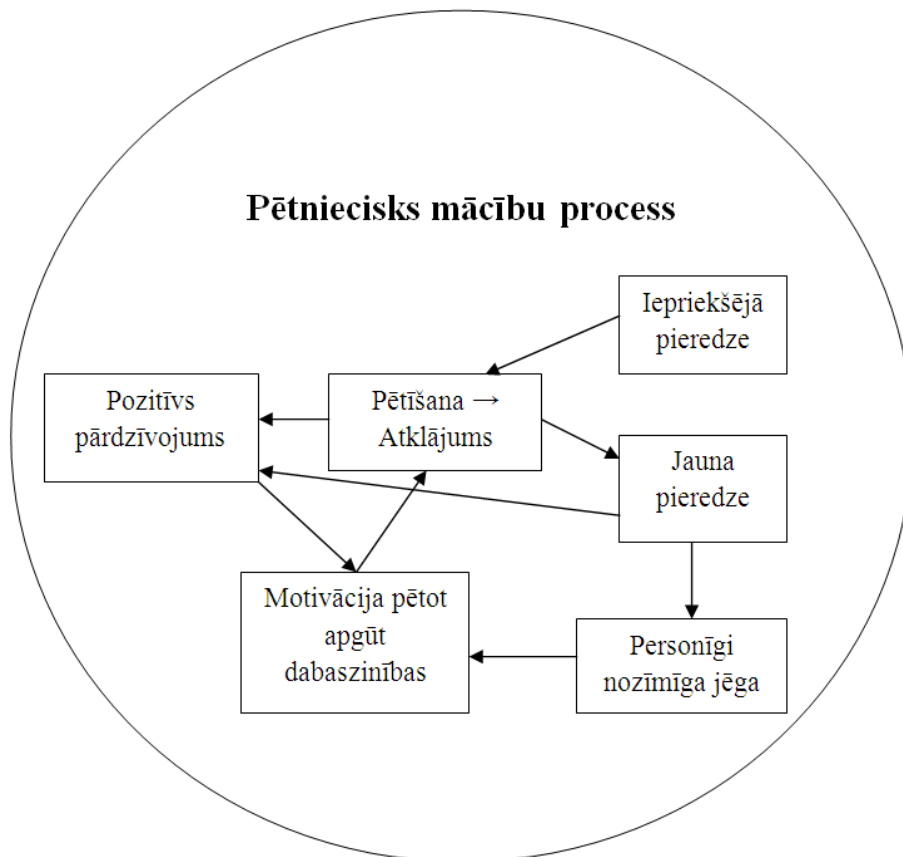 Pētniecisks mācību process
Iepriekšējā
pieredze
Pozitīvs
pārdzīvojums
Pētīšana →
Atklājums
Jauna
pieredze
Motivācija pētot
apgūt
dabaszinības
Personīgi
nozīmīga jēga